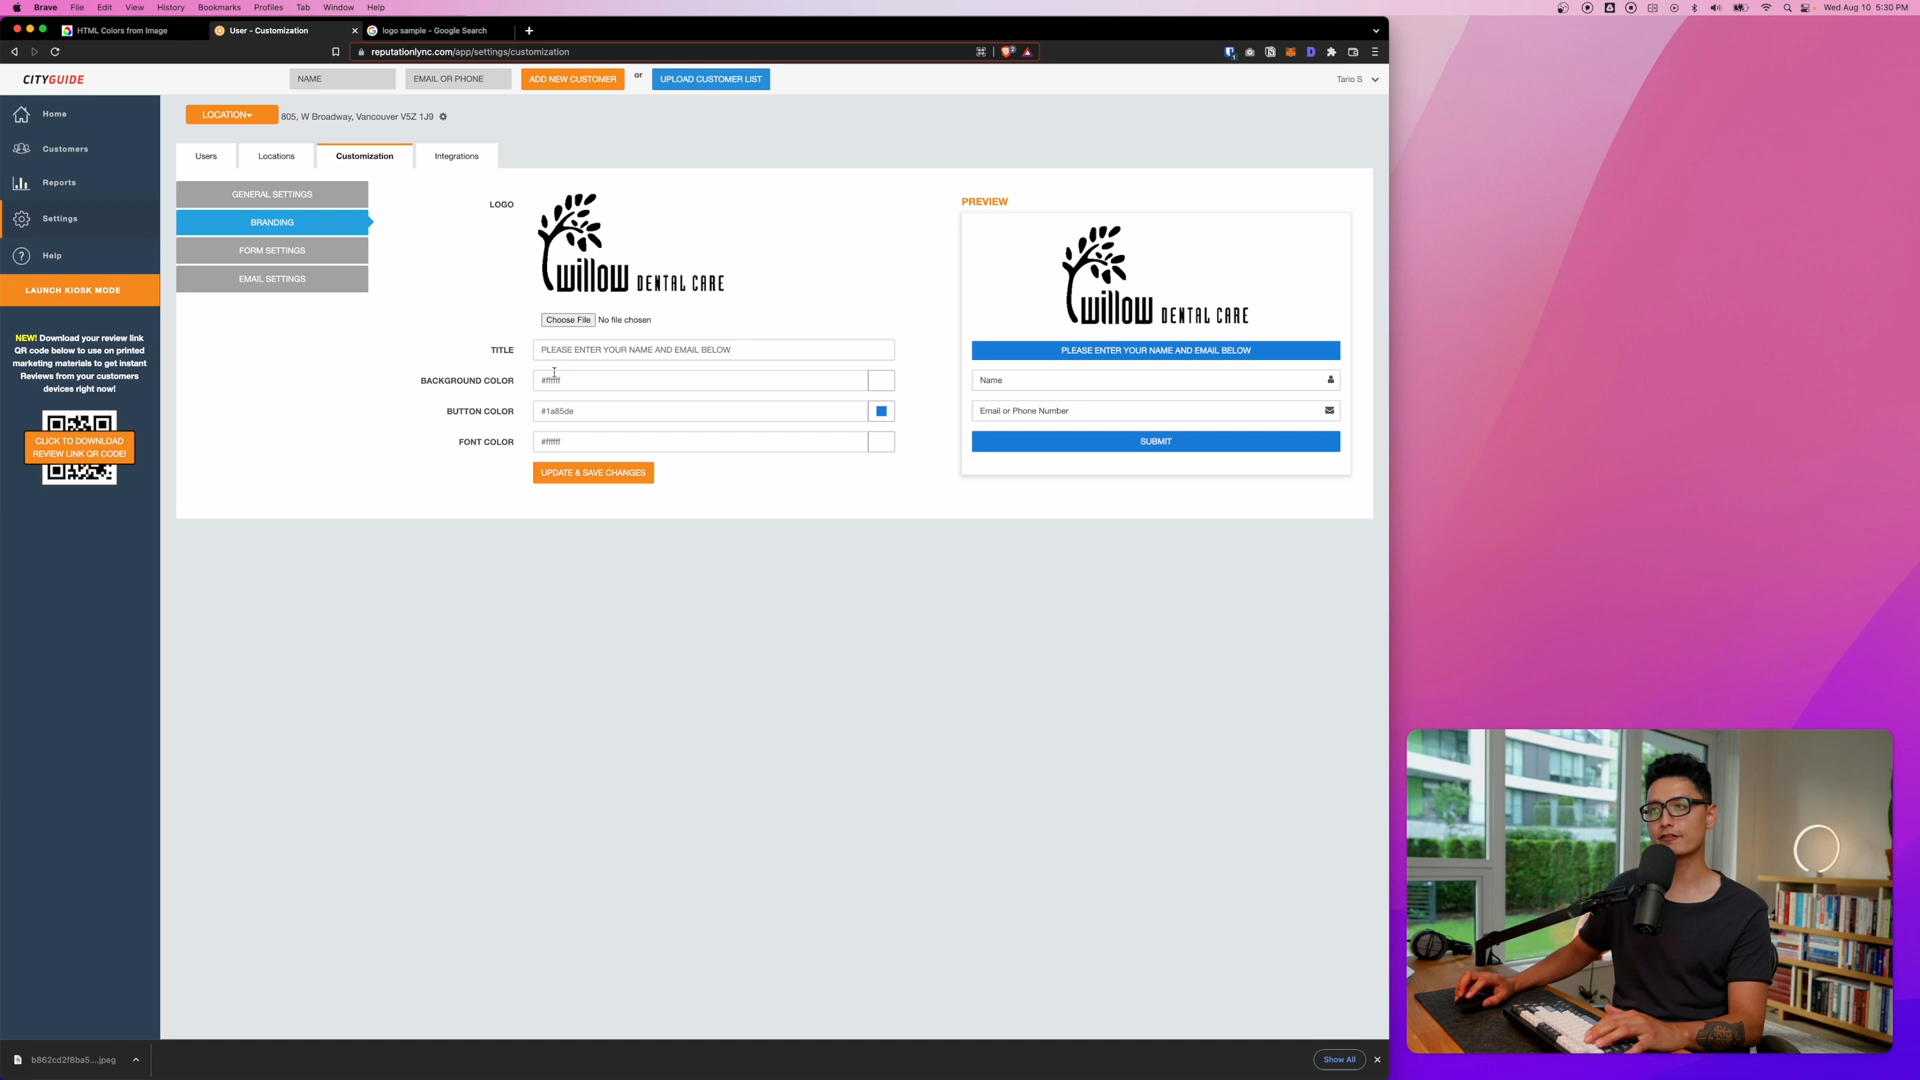 Brave File Edit View History Bookmarks Profiles Tab Window Help Wed Aug 10 5:30 PM
HTML Colors from Image User - Customization logo sample - Google Search
reputationlync.com/app/settings/customization
CITYGUIDE NAME EMAIL OR PHONE ADD NEW CUSTOMER or UPLOAD CUSTOMER LIST Tario S
LOCATION 805, W Broadway, Vancouver V5Z 1J9
Home
Customers
Reports
Settings
Help
LAUNCH KIOSK MODE
NEW! Download your review link
QR code below to use on printed
marketing materials to get instant
Reviews from your customers
devices right now!
CLICK TO DOWNLOAD
REVIEW LINK QR CODE!
Users Locations Customization Integrations
GENERAL SETTINGS
BRANDING
FORM SETTINGS
EMAIL SETTINGS
LOGO
willow DENTAL CARE
Choose File No file chosen
TITLE PLEASE ENTER YOUR NAME AND EMAIL BELOW
BACKGROUND COLOR #ffffff
BUTTON COLOR #1a85de
FONT COLOR #ffffff
UPDATE & SAVE CHANGES
PREVIEW
willow DENTAL CARE
PLEASE ENTER YOUR NAME AND EMAIL BELOW
Name
Email or Phone Number
SUBMIT
b862cd2f8ba5....jpeg Show All